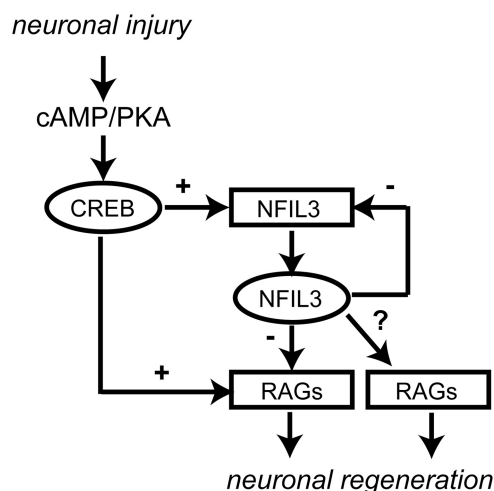 neuronal injury
cAMP/PKA
+
-
CREB
NFIL3
NFIL3
?
-
+
RAGs
RAGs
neuronal regeneration